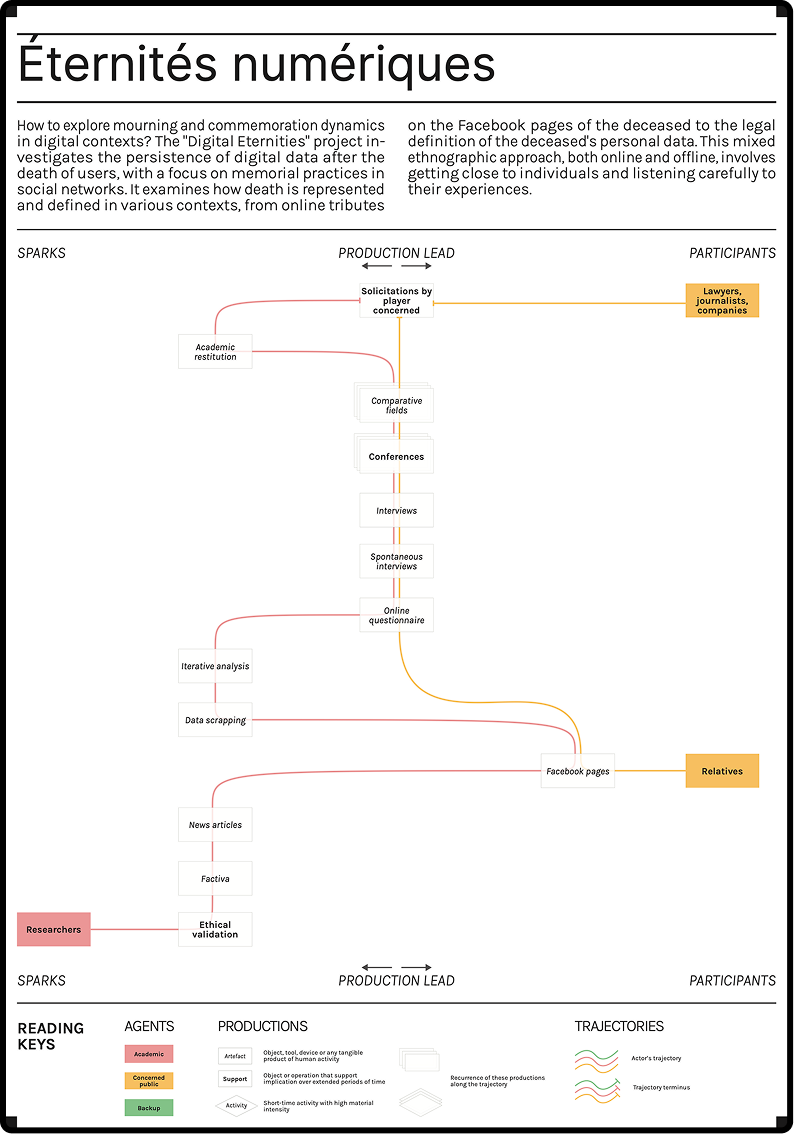 Éternités numériques
How to explore mourning and commemoration dynamics
in digital contexts? The "Digital Eternities" project in-
vestigates the persistence of digital data after the
death of users, with a focus on memorial practices in
social networks. It examines how death is represented
and defined in various contexts, from online tributes
on the Facebook pages of the deceased to the legal
definition of the deceased's personal data. This mixed
ethnographic approach, both online and offline, involves
getting close to individuals and listening carefully to
their experiences.
SPARKS
PRODUCTION LEAD
PARTICIPANTS
Solicitations by
player
concerned
Lawyers,
journalists,
companies
Academic
restitution
Comparative
fields
Conferences
Interviews
Spontaneous
interviews
Online
questionnaire
Iterative analysis
Data scrapping
Facebook pages
Relatives
News articles
Factiva
Researchers
Ethical
validation
SPARKS
PRODUCTION LEAD
PARTICIPANTS
READING
KEYS
AGENTS
Academic
Concerned
public
Backup
PRODUCTIONS
Artefact
Object, tool, device or any tangible
product of human activity
Support
Object or operation that support
implication over extended periods of time
Activity
Short-time activity with high material
intensity
Recurrence of these productions
along the trajectory
TRAJECTORIES
Actor's trajectory
Trajectory terminus